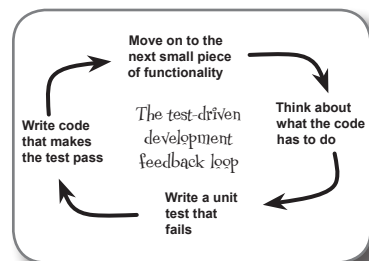 Move on to the
next small piece
of functionality
Think about
what the code
has to do
Write a unit
test that
fails
Write code
that makes
the test pass
The test-driven
development
feedback loop